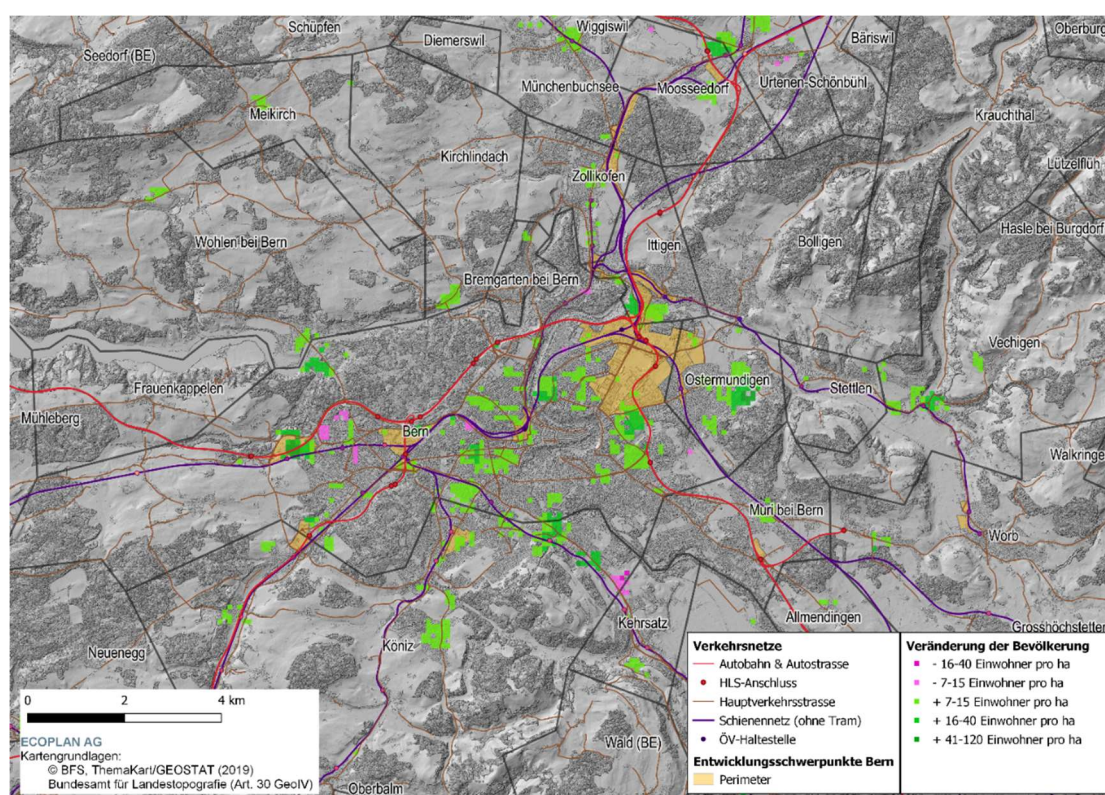 Schüpfen
Wiggiswil
Oberburg
Diemerswil
Bäriswil
Seedorf (BE)
Münchenbuchsee
Moosseedorf
Urtenen-Schönbühl
Meikirch
Krauchthal
Kirchlindach
Lützelflüh
Zollikofen
Hasle bei Burgdorf
Wohlen bei Bern
Ittigen
Bolligen
Bremgarten bei Bern
Vechigen
Frauenkappelen
Ostermundigen
Stettlen
Mühleberg
Bern
Walkringe
Muri bei Bern
Worb
Allmendingen
Kehrsatz
Grosshöchstetter
Neuenegg
Köniz
Wald (BE)
Oberbalm
0 2 4 km
ECOPLAN AG
Kartengrundlagen:
© BFS, ThemaKart/GEOSTAT (2019)
Bundesamt für Landestopografie (Art. 30 GeoIV)
Verkehrsnetze
Autobahn & Autostrasse
HLS-Anschluss
Hauptverkehrsstrasse
Schienennetz (ohne Tram)
ÖV-Haltestelle
Entwicklungsschwerpunkte Bern
Perimeter
Veränderung der Bevölkerung
- 16-40 Einwohner pro ha
- 7-15 Einwohner pro ha
+ 7-15 Einwohner pro ha
+ 16-40 Einwohner pro ha
+ 41-120 Einwohner pro ha